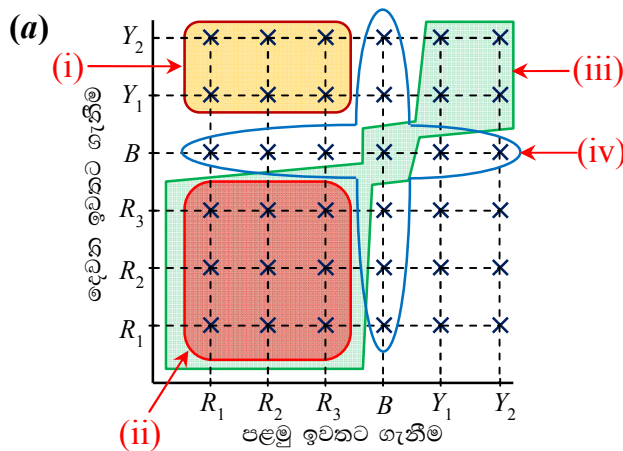 (a)
(i)
(ii)
(iii)
(iv)
දෙවන ඉවතට ගැනීම
Y₂
Y₁
B
R₃
R₂
R₁
R₁ R₂ R₃ B Y₁ Y₂
පළමු ඉවතට ගැනීම